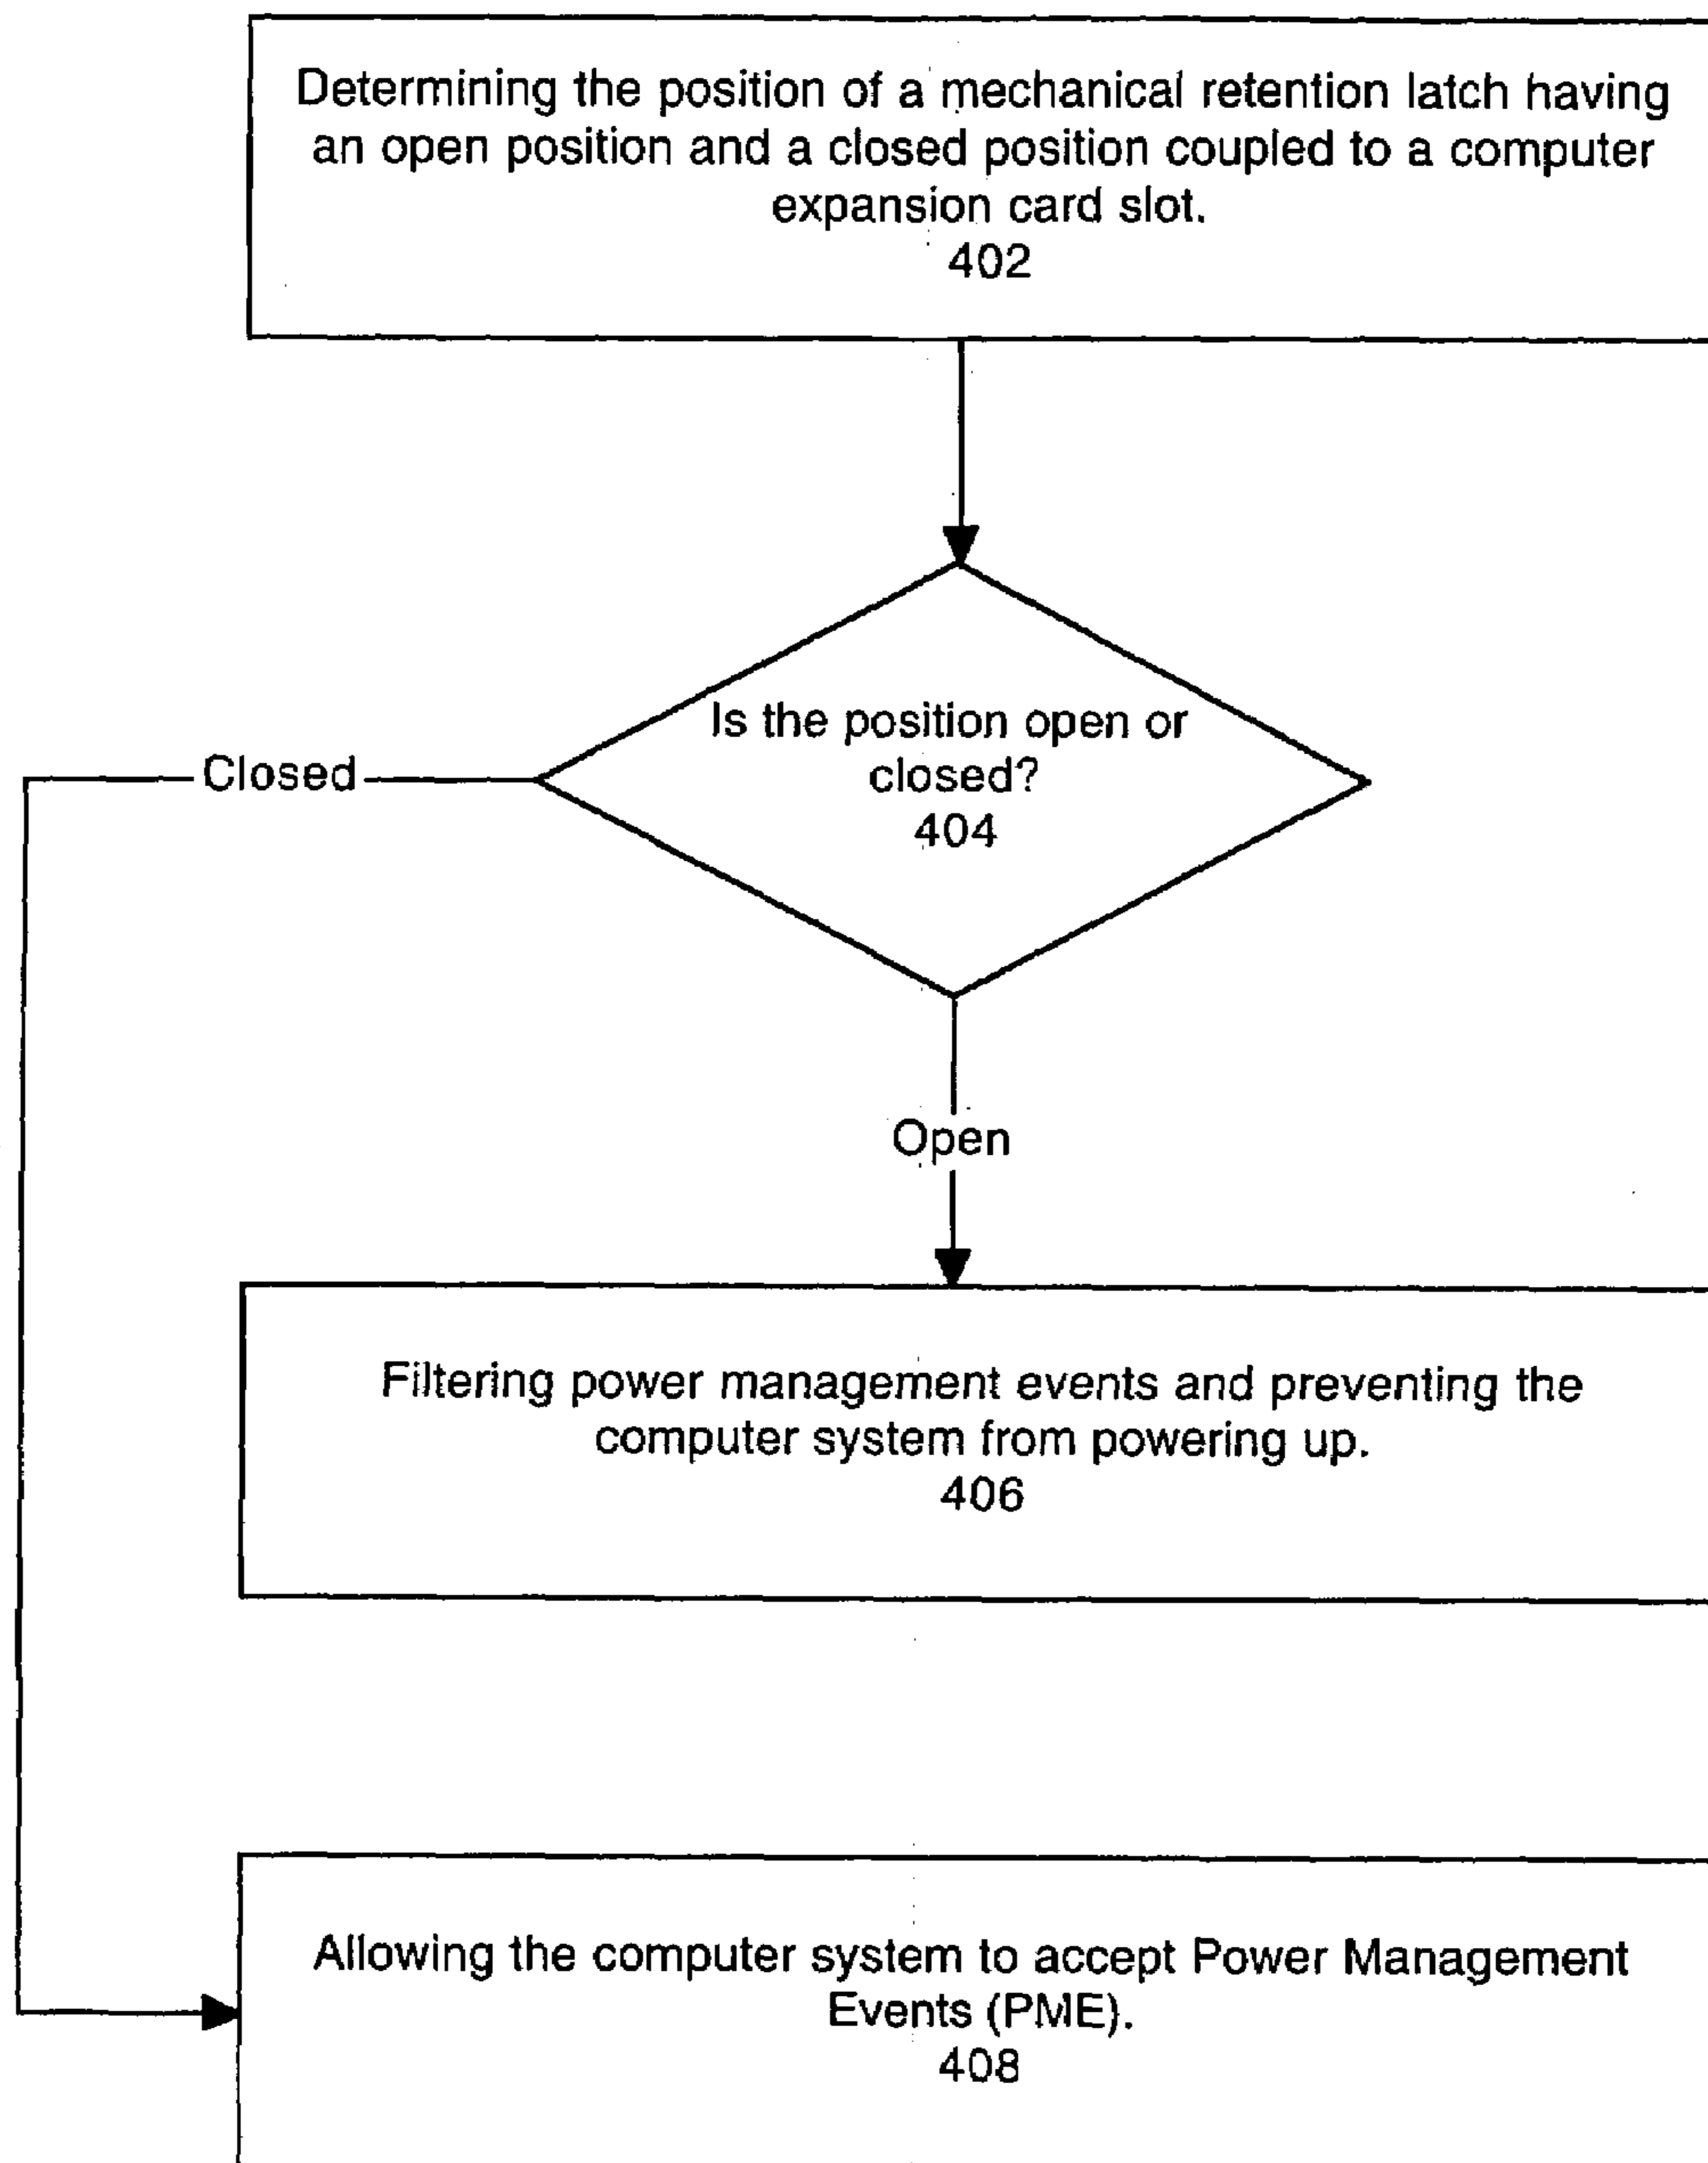 Determining the position of a mechanical retention latch having
an open position and a closed position coupled to a computer
expansion card slot.
402
Is the position open or
closed?
404
Closed
Open
Filtering power management events and preventing the
computer system from powering up.
406
Allowing the computer system to accept Power Management
Events (PME).
408